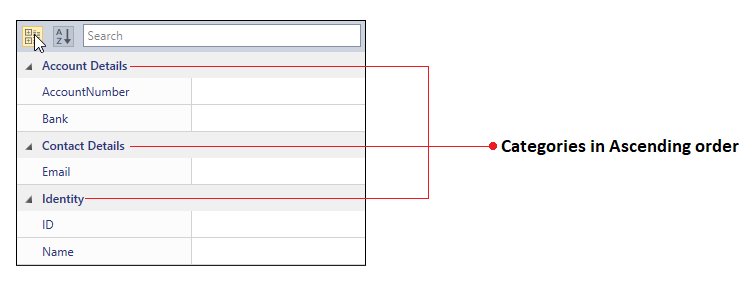 A
Z
Search
Account Details
AccountNumber
Bank
Contact Details
Email
Identity
ID
Name
Categories in Ascending order